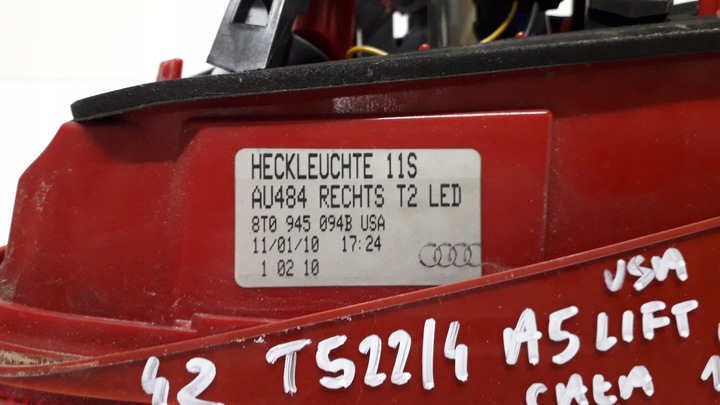 HECKLEUCHTE 11S
AU484 RECHTS T2 LED
8T0 945 094B USA
11/01/10 17:24
1 02 10
USA
42 T522/4 A5 LIFT